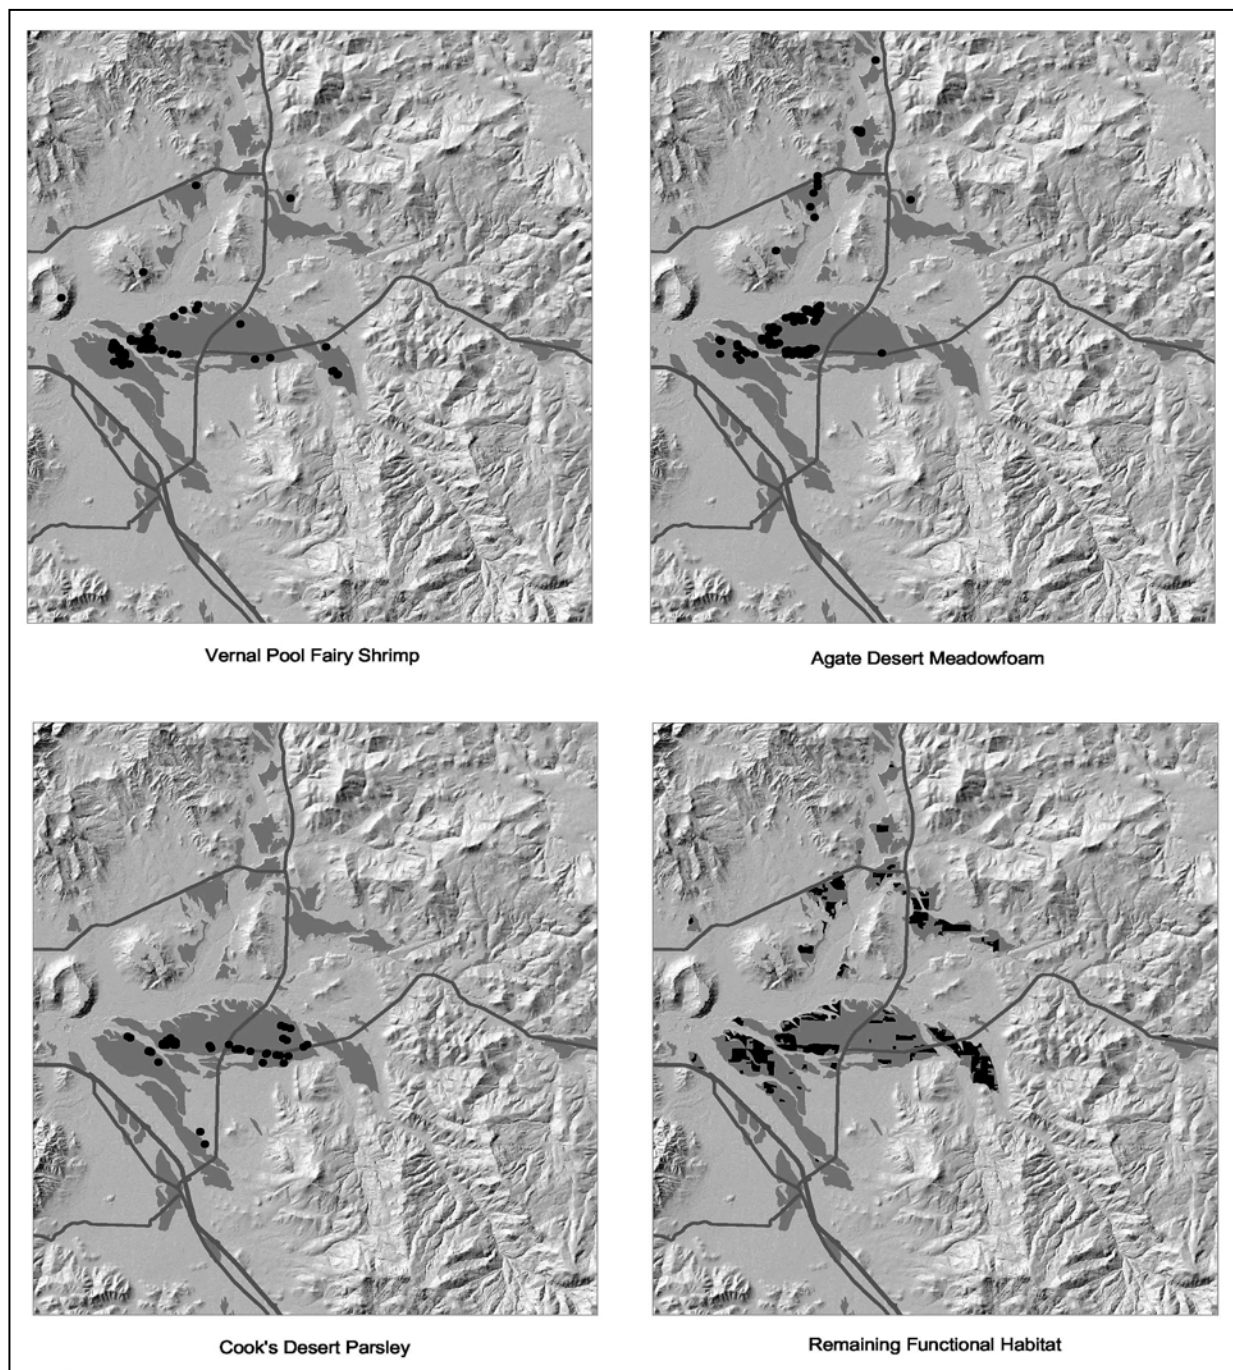 Vernal Pool Fairy Shrimp
Agate Desert Meadowfoam
Cook's Desert Parsley
Remaining Functional Habitat